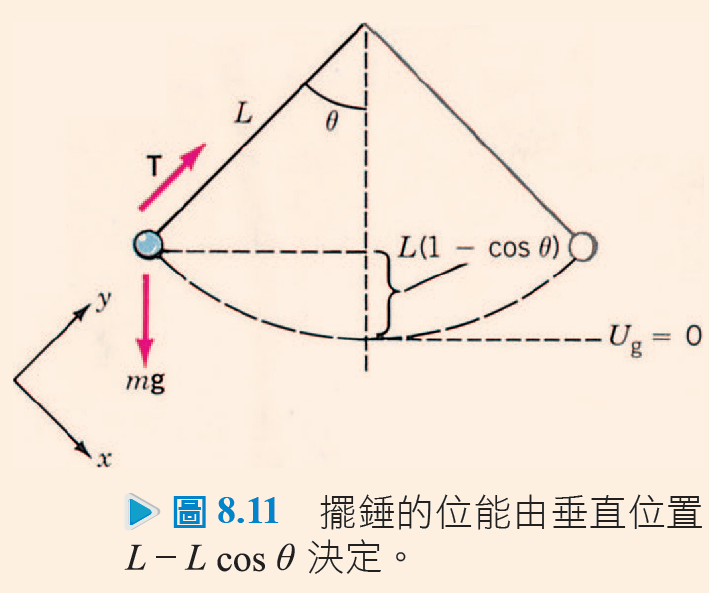 L
θ
T
L(1 − cos θ)
y
Ug = 0
mg
x
圖 8.11 擺錘的位能由垂直位置
L − L cos θ 決定。